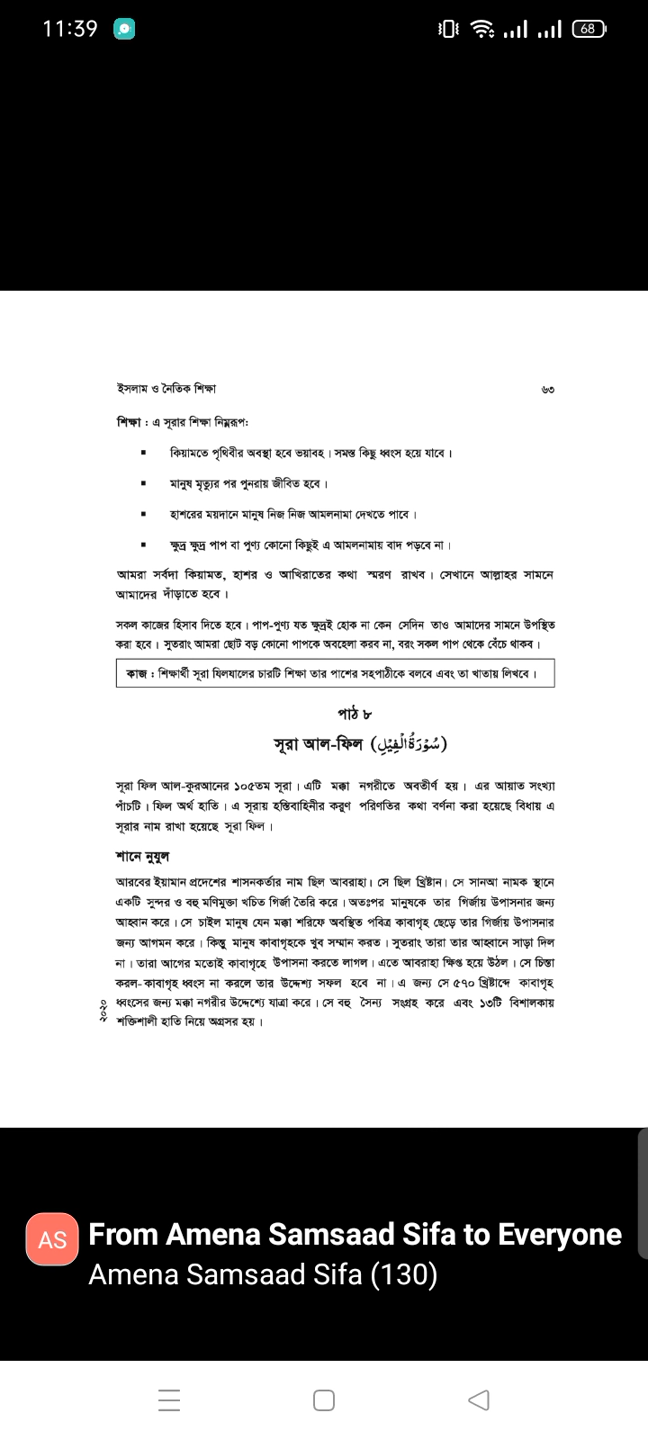 11:39
68
ইসলাম ও নৈতিক শিক্ষা ৬৩
শিক্ষা : এ সূরার শিক্ষা নিম্নরূপ:
▪ কিয়ামতে পৃথিবীর অবস্থা হবে ভয়াবহ। সমস্ত কিছু ধ্বংস হয়ে যাবে।
▪ মানুষ মৃত্যুর পর পুনরায় জীবিত হবে।
▪ হাশরের ময়দানে মানুষ নিজ নিজ আমলনামা দেখতে পাবে।
▪ ক্ষুদ্র ক্ষুদ্র পাপ বা পুণ্য কোনো কিছুই এ আমলনামায় বাদ পড়বে না।
আমরা সর্বদা কিয়ামত, হাশর ও আখিরাতের কথা স্মরণ রাখব। সেখানে আল্লাহর সামনে
আমাদের দাঁড়াতে হবে।
সকল কাজের হিসাব দিতে হবে। পাপ-পুণ্য যত ক্ষুদ্রই হোক না কেন সেদিন তাও আমাদের সামনে উপস্থিত
করা হবে। সুতরাং আমরা ছোট বড় কোনো পাপকে অবহেলা করব না, বরং সকল পাপ থেকে বেঁচে থাকব।
কাজ : শিক্ষার্থী সূরা যিলযালের চারটি শিক্ষা তার পাশের সহপাঠীকে বলবে এবং তা খাতায় লিখবে।
পাঠ ৮
সূরা আল-ফিল (سُوْرَةُ الْفِيْلِ)
সূরা ফিল আল-কুরআনের ১০৫তম সূরা। এটি মক্কা নগরীতে অবতীর্ণ হয়। এর আয়াত সংখ্যা
পাঁচটি। ফিল অর্থ হাতি। এ সূরায় হস্তিবাহিনীর করুণ পরিণতির কথা বর্ণনা করা হয়েছে বিধায় এ
সূরার নাম রাখা হয়েছে সূরা ফিল।
শানে নুযুল
আরবের ইয়ামান প্রদেশের শাসনকর্তার নাম ছিল আবরাহা। সে ছিল খ্রিষ্টান। সে সানআ নামক স্থানে
একটি সুন্দর ও বহু মণিমুক্তা খচিত গির্জা তৈরি করে। অতঃপর মানুষকে তার গির্জায় উপাসনার জন্য
আহ্বান করে। সে চাইল মানুষ যেন মক্কা শরিফে অবস্থিত পবিত্র কাবাগৃহ ছেড়ে তার গির্জায় উপাসনার
জন্য আগমন করে। কিন্তু মানুষ কাবাগৃহকে খুব সম্মান করত। সুতরাং তারা তার আহ্বানে সাড়া দিল
না। তারা আগের মতোই কাবাগৃহে উপাসনা করতে লাগল। এতে আবরাহা ক্ষিপ্ত হয়ে উঠল। সে চিন্তা
করল-কাবাগৃহ ধ্বংস না করলে তার উদ্দেশ্য সফল হবে না। এ জন্য সে ৫৭০ খ্রিষ্টাব্দে কাবাগৃহ
ধ্বংসের জন্য মক্কা নগরীর উদ্দেশ্যে যাত্রা করে। সে বহু সৈন্য সংগ্রহ করে এবং ১৩টি বিশালকায়
শক্তিশালী হাতি নিয়ে অগ্রসর হয়।
২০২০
AS
From Amena Samsaad Sifa to Everyone
Amena Samsaad Sifa (130)